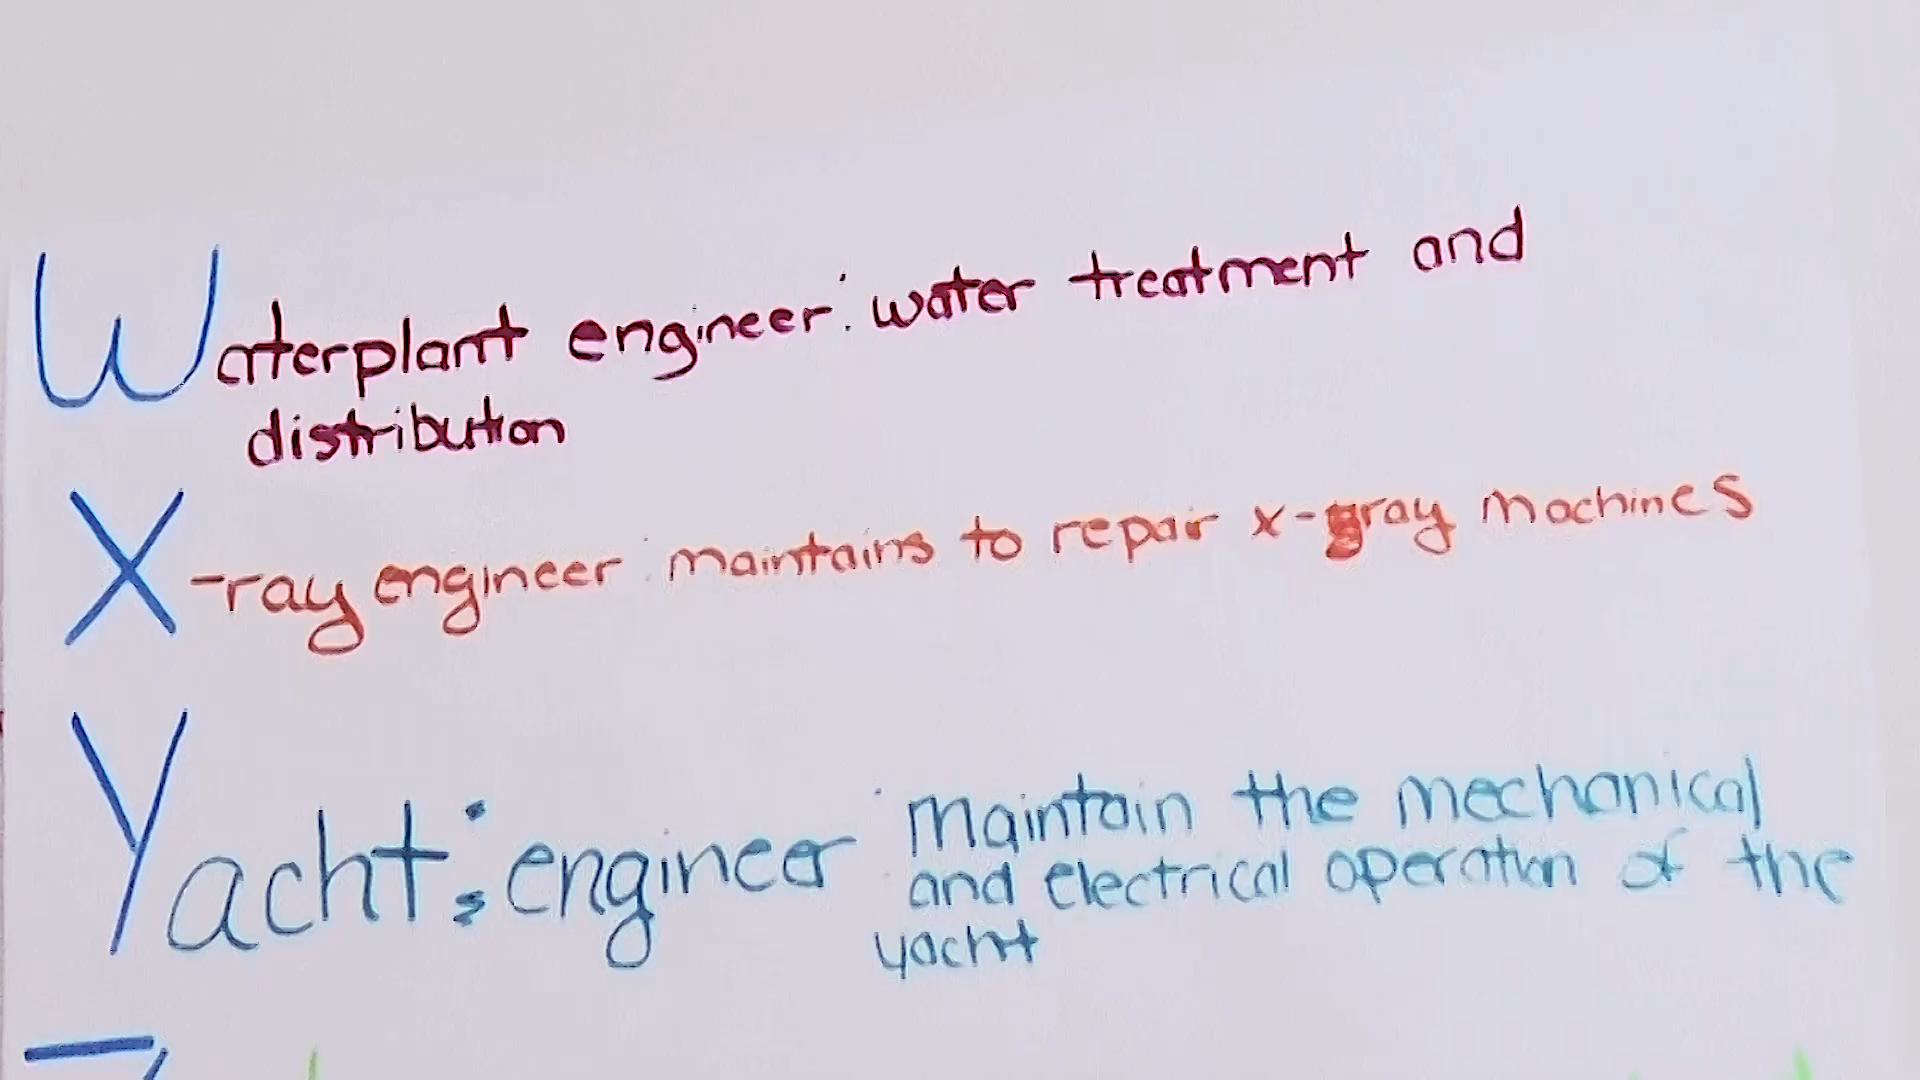 Waterplant engineer: water treatment and
distribution
X-ray engineer: maintains to repair x-ray machines
Yacht: engineer: maintain the mechanical
and electrical operation of the
yacht